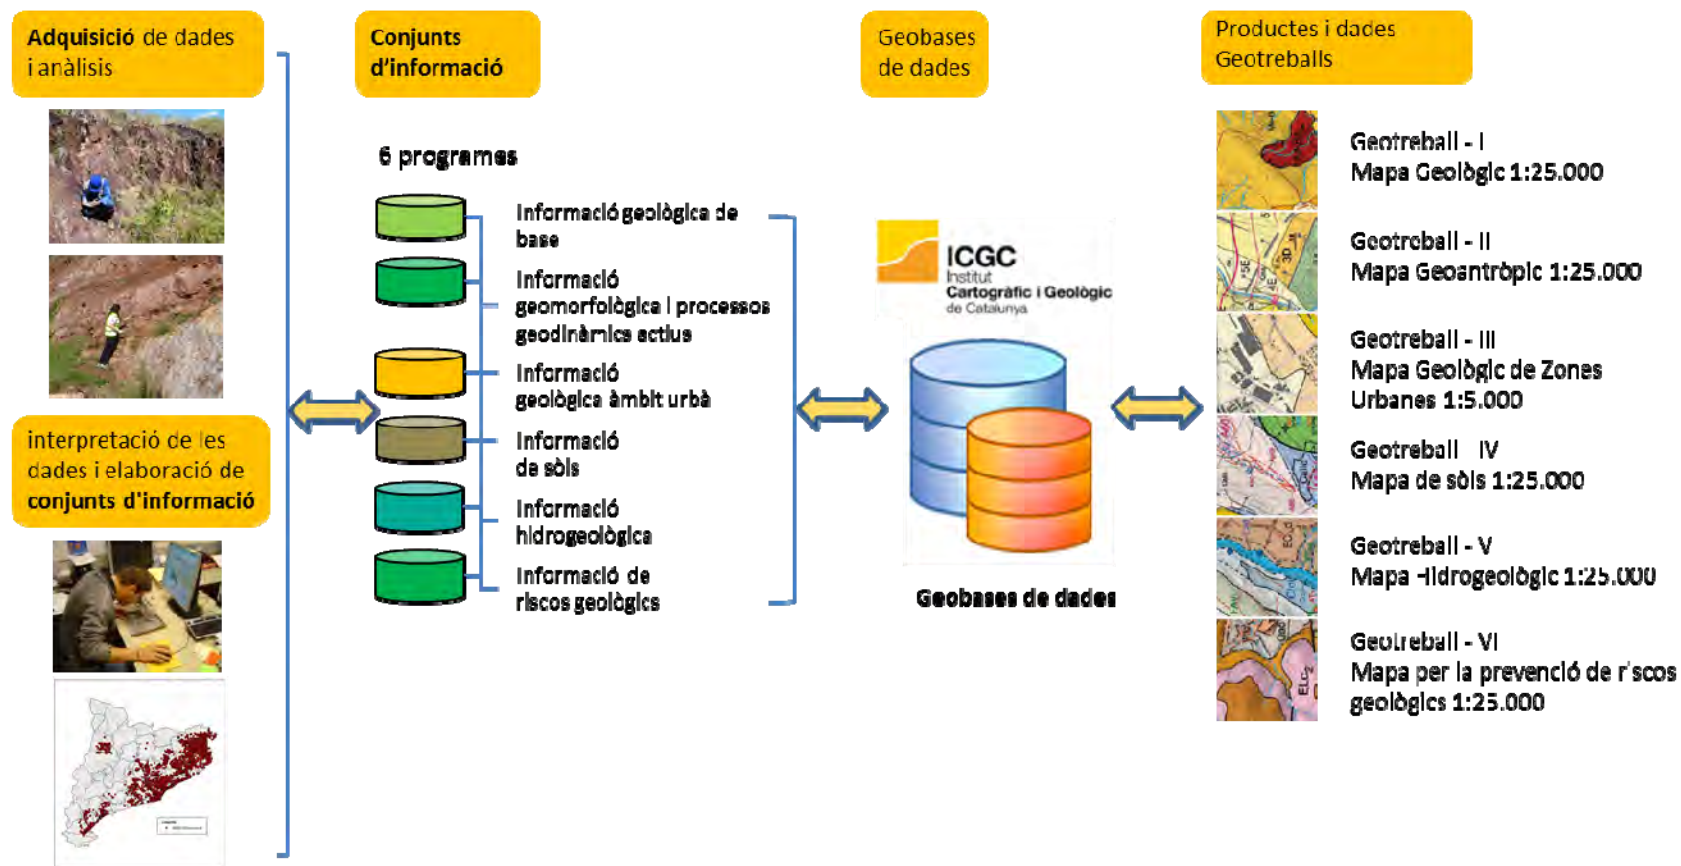 Adquisició de dades
i anàlisis
interpretació de les
dades i elaboració de
conjunts d'informació
Conjunts
d'informació
6 programes
Informació geològica de
base
Informació
geomorfològica i processos
geodinàmics actius
Informació
geològica àmbit urbà
Informació
de sòls
Informació
hidrogeològica
Informació de
riscos geològics
Geobases
de dades
ICGC
Institut
Cartogràfic i Geològic
de Catalunya
Geobases de dades
Productes i dades
Geotreballs
Geotreball - I
Mapa Geològic 1:25.000
Geotreball - II
Mapa Geoantròpic 1:25.000
Geotreball - III
Mapa Geològic de Zones
Urbanes 1:5.000
Geotreball - IV
Mapa de sòls 1:25.000
Geotreball - V
Mapa Hidrogeològic 1:25.000
Geotreball - VI
Mapa per la prevenció de riscos
geològics 1:25.000
5E
4E
3D
ELC2